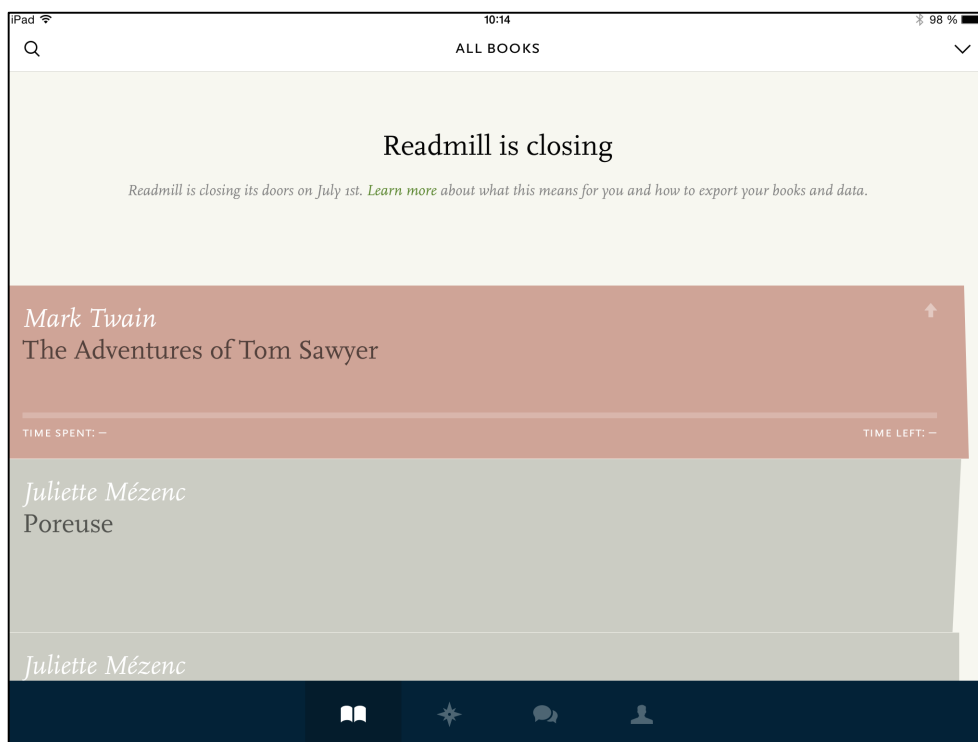 iPad 10:14 98 %
ALL BOOKS
Readmill is closing
Readmill is closing its doors on July 1st. Learn more about what this means for you and how to export your books and data.
Mark Twain
The Adventures of Tom Sawyer
TIME SPENT: – TIME LEFT: –
Juliette Mézenc
Poreuse
Juliette Mézenc